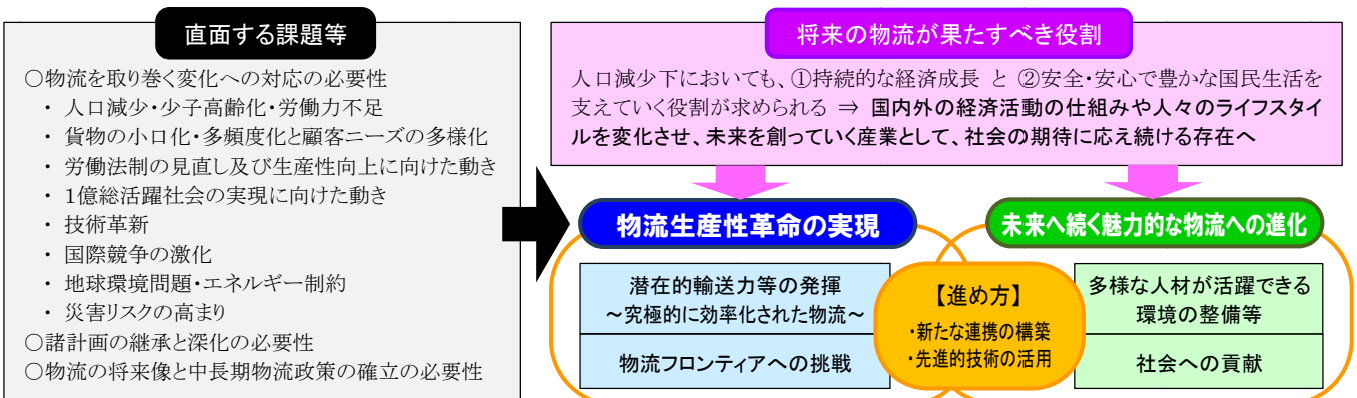 直面する課題等
○物流を取り巻く変化への対応の必要性
・ 人口減少・少子高齢化・労働力不足
・ 貨物の小口化・多頻度化と顧客ニーズの多様化
・ 労働法制の見直し及び生産性向上に向けた動き
・ 1億総活躍社会の実現に向けた動き
・ 技術革新
・ 国際競争の激化
・ 地球環境問題・エネルギー制約
・ 災害リスクの高まり
○諸計画の継承と深化の必要性
○物流の将来像と中長期物流政策の確立の必要性
将来の物流が果たすべき役割
人口減少下においても、①持続的な経済成長 と ②安全・安心で豊かな国民生活を
支えていく役割が求められる ⇒ 国内外の経済活動の仕組みや人々のライフスタイ
ルを変化させ、未来を創っていく産業として、社会の期待に応え続ける存在へ
物流生産性革命の実現
潜在的輸送力等の発揮
～究極的に効率化された物流～
物流フロンティアへの挑戦
【進め方】
・新たな連携の構築
・先進的技術の活用
未来へ続く魅力的な物流への進化
多様な人材が活躍できる
環境の整備等
社会への貢献